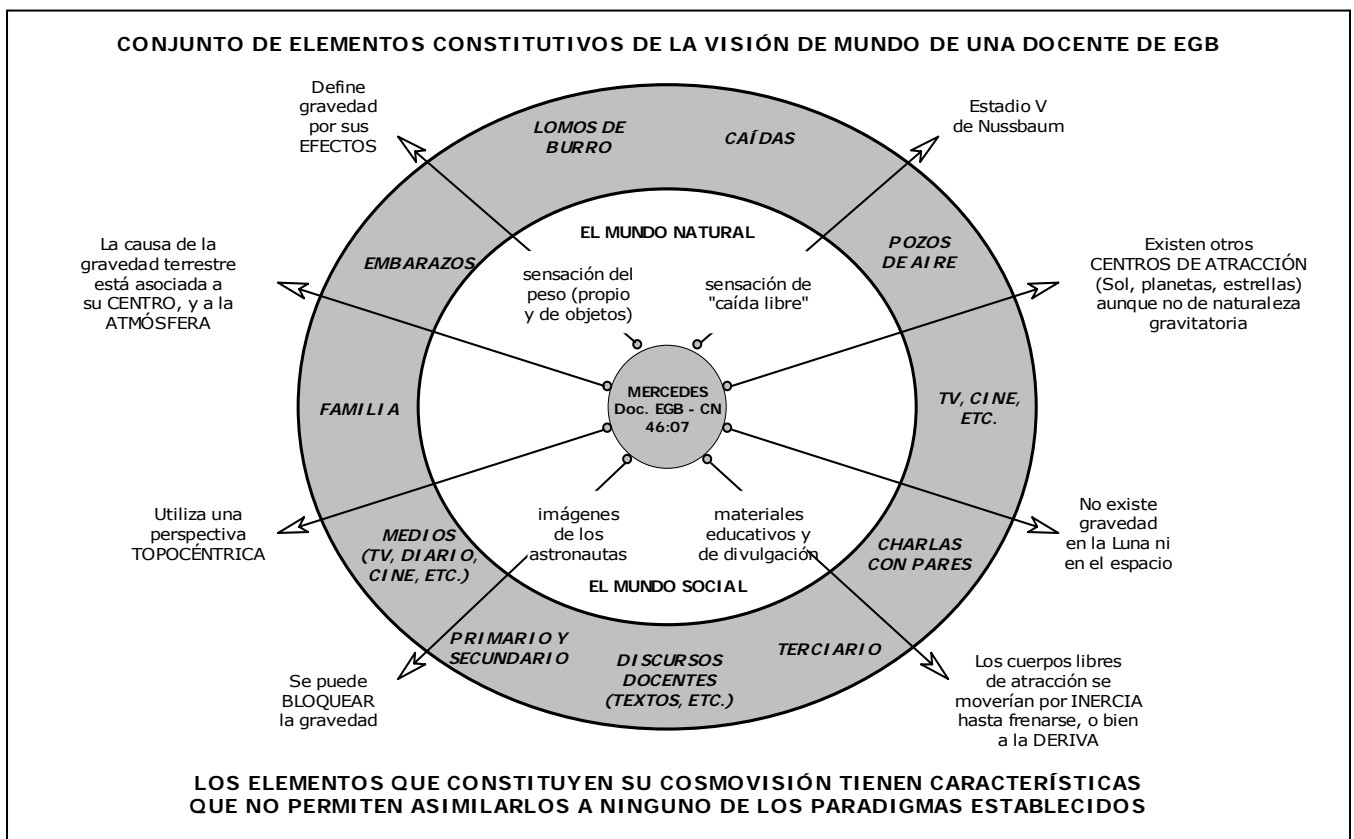 CONJUNTO DE ELEMENTOS CONSTITUTIVOS DE LA VISIÓN DE MUNDO DE UNA DOCENTE DE EGB
Define
gravedad
por sus
EFECTOS
LOMOS DE
BURRO
CAÍDAS
Estadio V
de Nussbaum
La causa de la
gravedad terrestre
está asociada a
su CENTRO, y a la
ATMÓSFERA
EMBARAZOS
EL MUNDO NATURAL
sensación del
peso (propio
y de objetos)
sensación de
"caída libre"
POZOS
DE AIRE
Existen otros
CENTROS DE ATRACCIÓN
(Sol, planetas, estrellas)
aunque no de naturaleza
gravitatoria
FAMILIA
MERCEDES
Doc. EGB - CN
46:07
TV, CINE,
ETC.
Utiliza una
perspectiva
TOPOCÉNTRICA
MEDIOS
(TV, DIARIO,
CINE, ETC.)
imágenes
de los
astronautas
materiales
educativos y
de divulgación
EL MUNDO SOCIAL
CHARLAS
CON PARES
No existe
gravedad
en la Luna ni
en el espacio
Se puede
BLOQUEAR
la gravedad
PRIMARIO Y
SECUNDARIO
DISCURSOS
DOCENTES
(TEXTOS, ETC.)
TERCIARIO
Los cuerpos libres
de atracción se
moverían por INERCIA
hasta frenarse, o bien
a la DERIVA
LOS ELEMENTOS QUE CONSTITUYEN SU COSMOVISIÓN TIENEN CARACTERÍSTICAS
QUE NO PERMITEN ASIMILARLOS A NINGUNO DE LOS PARADIGMAS ESTABLECIDOS